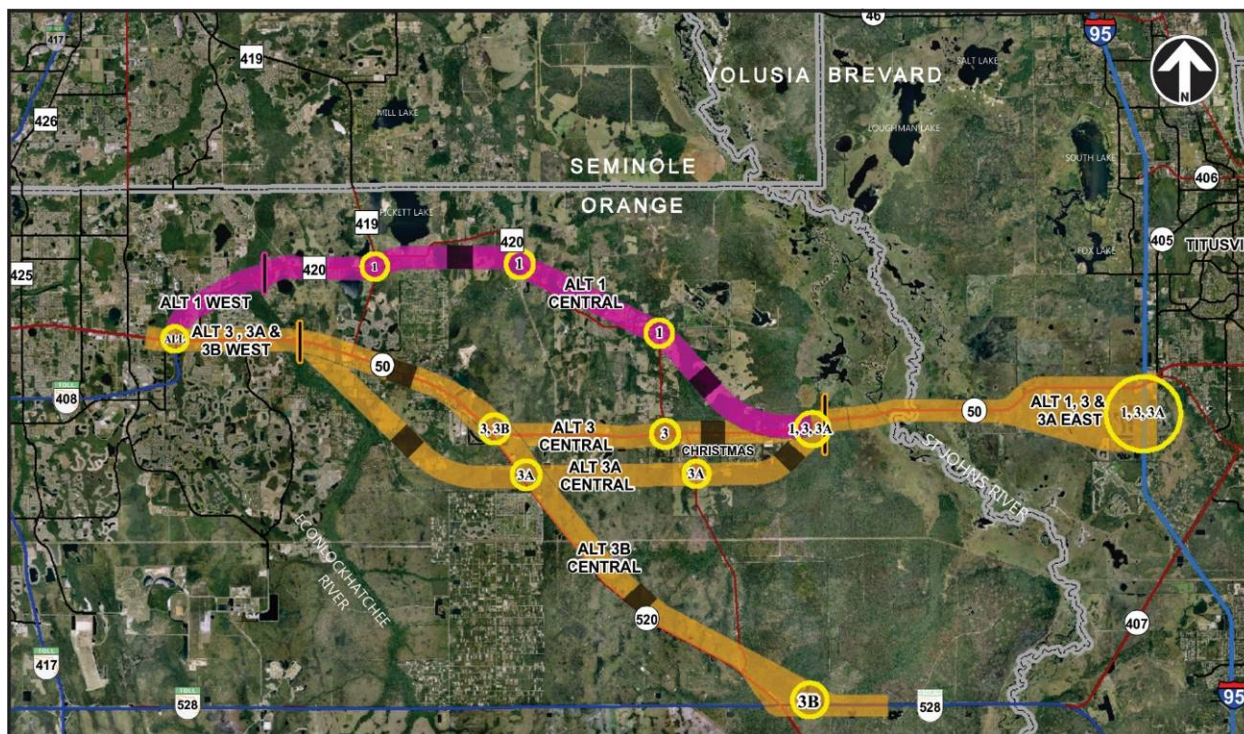 46
TOLL
417
419
95
N
VOLUSIA BREVARD
SALT LAKE
MILL LAKE
426
LOUGHMAN LAKE
SOUTH LAKE
SEMINOLE
406
ORANGE
PICKETT LAKE
419
420
405
TITUSVI
FOX LAKE
425
420
1
1
ALT 1
CENTRAL
ALT 1 WEST
ALL
ALT 3 , 3A &
3B WEST
1
50
TOLL
408
3, 3B
ALT 3
CENTRAL
3
1, 3, 3A
50
ALT 1, 3 &
3A EAST
1, 3, 3A
CHRISTMAS
3A
ALT 3A
CENTRAL
3A
ST JOHNS RIVER
ECONLOCKHATCHEE
RIVER
ALT 3B
CENTRAL
520
407
TOLL
417
TOLL
528
3B
TOLL
528
95